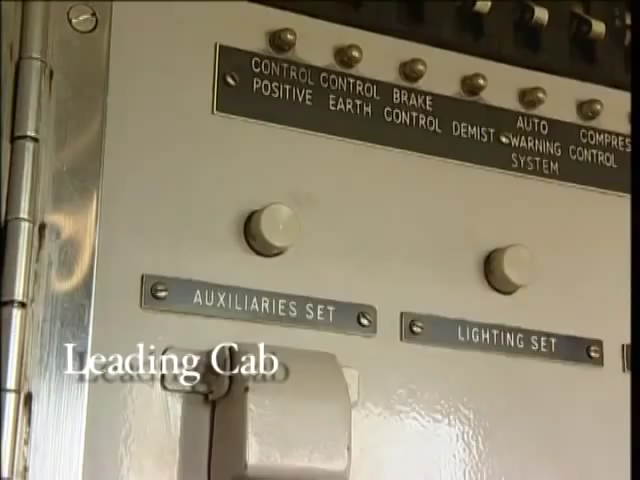 CONTROL POSITIVE
CONTROL EARTH
BRAKE CONTROL
DEMIST
AUTO WARNING SYSTEM
COMPRES
CONTROL
AUXILIARIES SET
LIGHTING SET
Leading Cab